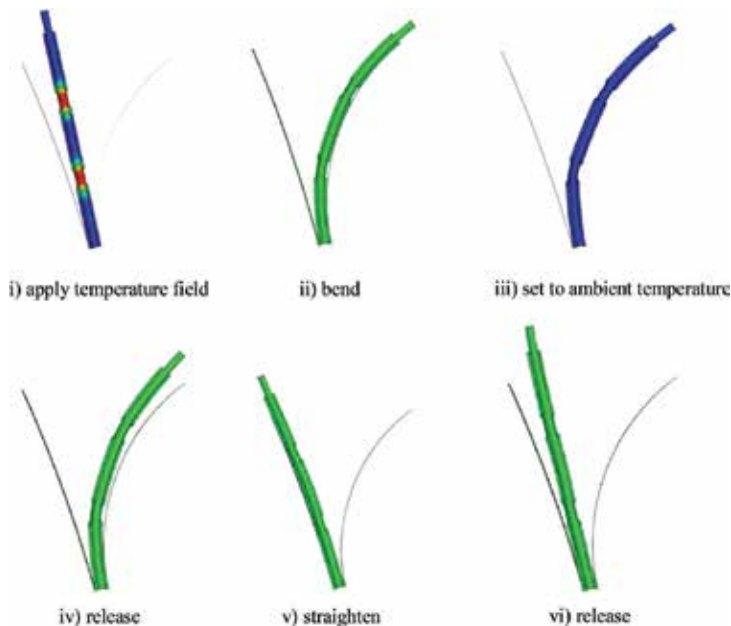 i) apply temperature field
ii) bend
iii) set to ambient temperature
iv) release
v) straighten
vi) release